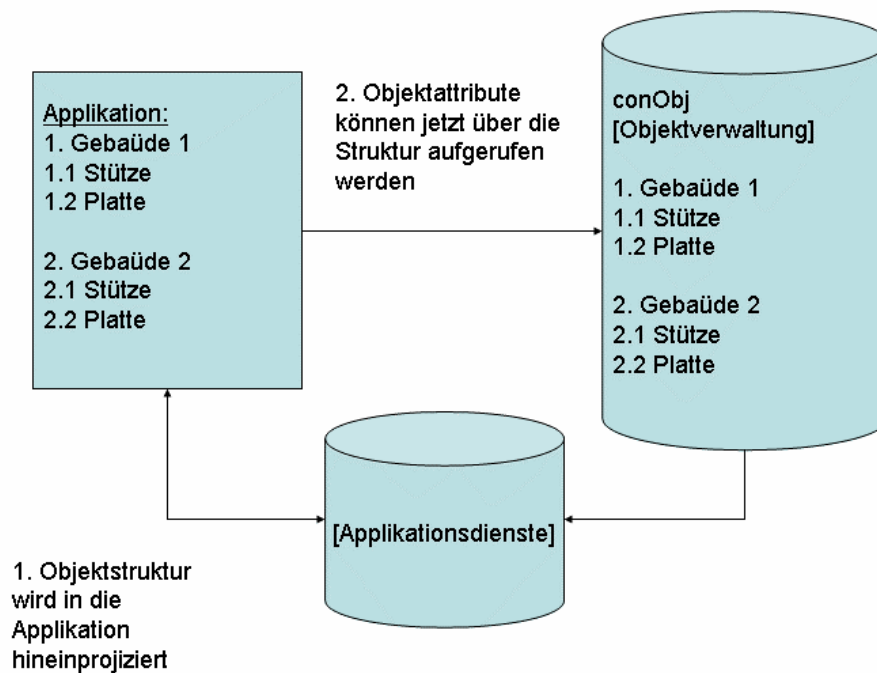 Applikation:
1. Gebaüde 1
1.1 Stütze
1.2 Platte
2. Gebaüde 2
2.1 Stütze
2.2 Platte
2. Objektattribute
können jetzt über die
Struktur aufgerufen
werden
conObj
[Objektverwaltung]
1. Gebaüde 1
1.1 Stütze
1.2 Platte
2. Gebaüde 2
2.1 Stütze
2.2 Platte
[Applikationsdienste]
1. Objektstruktur
wird in die
Applikation
hineinprojiziert